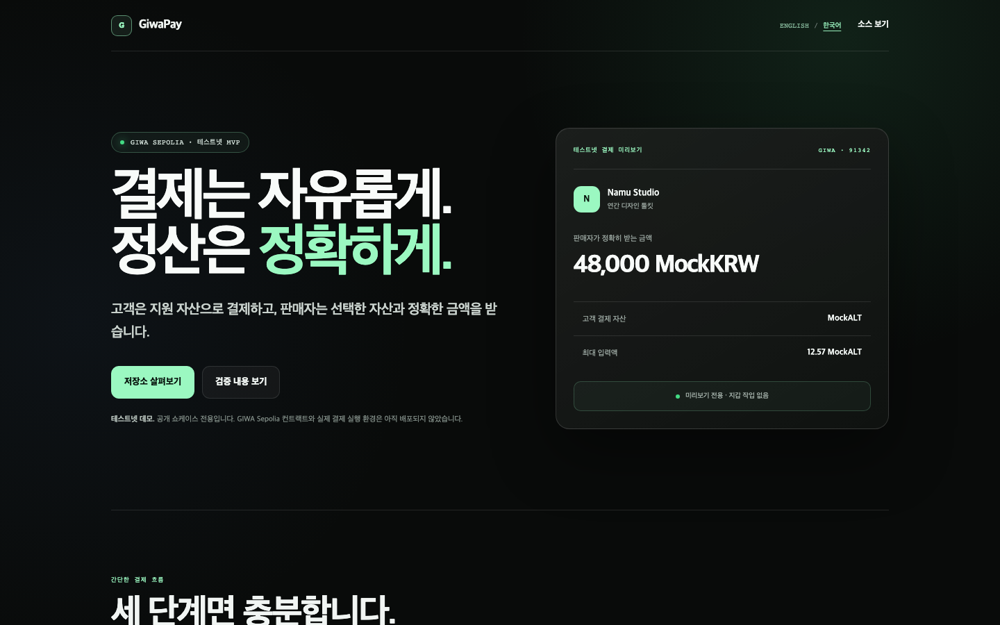 G GiwaPay
ENGLISH / 한국어 소스 보기
GIWA SEPOLIA · 테스트넷 MVP
결제는 자유롭게.
정산은 정확하게.
고객은 지원 자산으로 결제하고, 판매자는 선택한 자산과 정확한 금액을 받
습니다.
저장소 살펴보기 검증 내용 보기
테스트넷 데모. 공개 쇼케이스 전용입니다. GIWA Sepolia 컨트랙트와 실제 결제 실행 환경은 아직 배포되지 않았습니다.
테스트넷 결제 미리보기 GIWA · 91342
N Namu Studio
연간 디자인 툴킷
판매자가 정확히 받는 금액
48,000 MockKRW
고객 결제 자산 MockALT
최대 입력액 12.57 MockALT
미리보기 전용 · 지갑 작업 없음
간단한 결제 흐름
세 단계면 충분합니다.